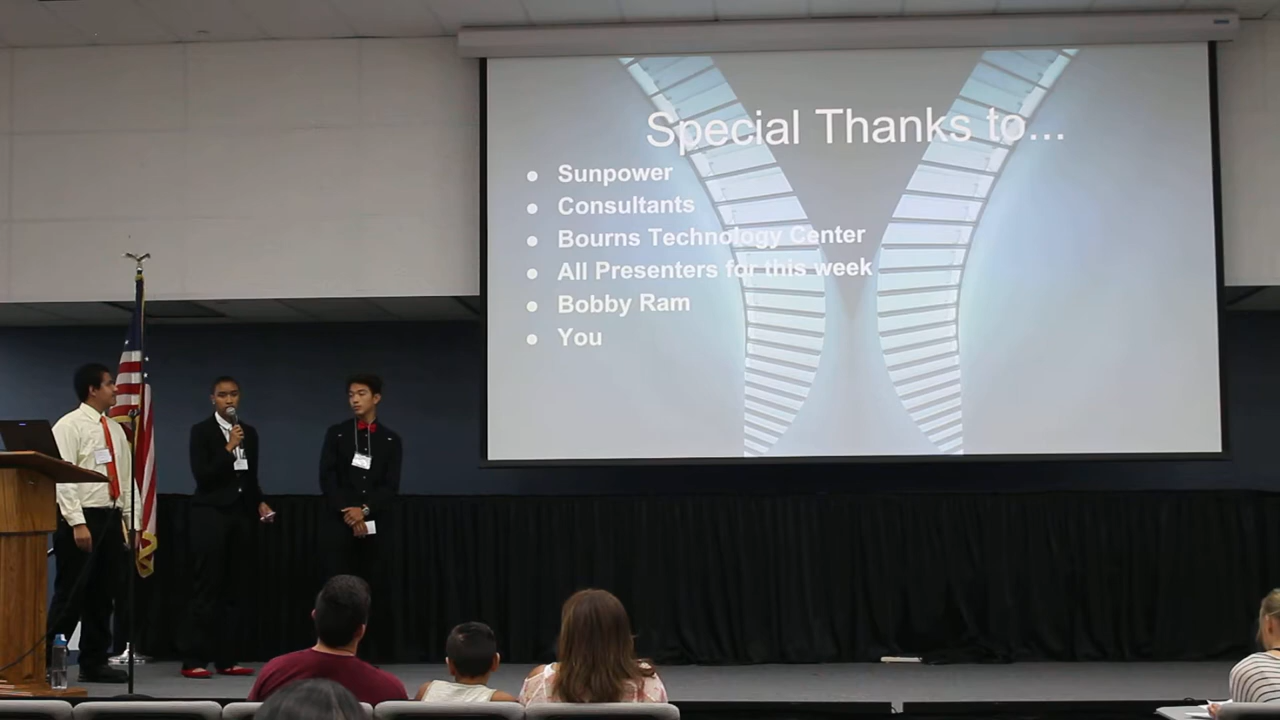 Special Thanks to...
● Sunpower
● Consultants
● Bourns Technology Center
● All Presenters for this week
● Bobby Ram
● You